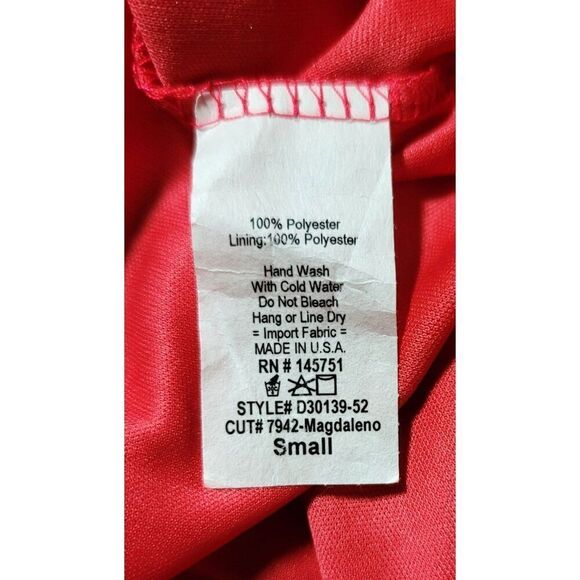 100% Polyester
Lining:100% Polyester
Hand Wash
With Cold Water
Do Not Bleach
Hang or Line Dry
= Import Fabric =
MADE IN U.S.A.
RN # 145751
STYLE# D30139-52
CUT# 7942-Magdaleno
Small